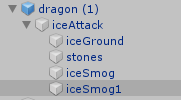 dragon (1)
iceAttack
iceGround
stones
iceSmog
iceSmog1